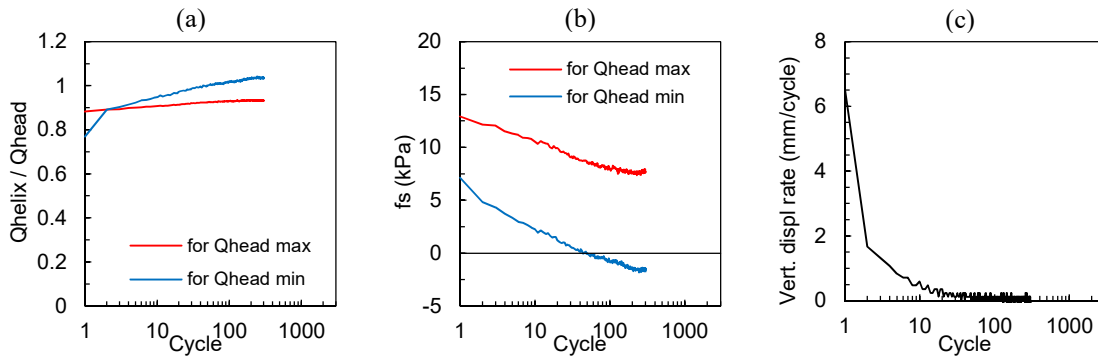 (a)
Qhelix / Qhead
1.2
1
0.8
0.6
0.4
0.2
0
for Qhead max
for Qhead min
1
10
100
1000
Cycle
(b)
fs (kPa)
20
15
10
5
0
-5
for Qhead max
for Qhead min
1
10
100
1000
Cycle
(c)
Vert. displ rate (mm/cycle)
8
6
4
2
0
1
10
100
1000
Cycle